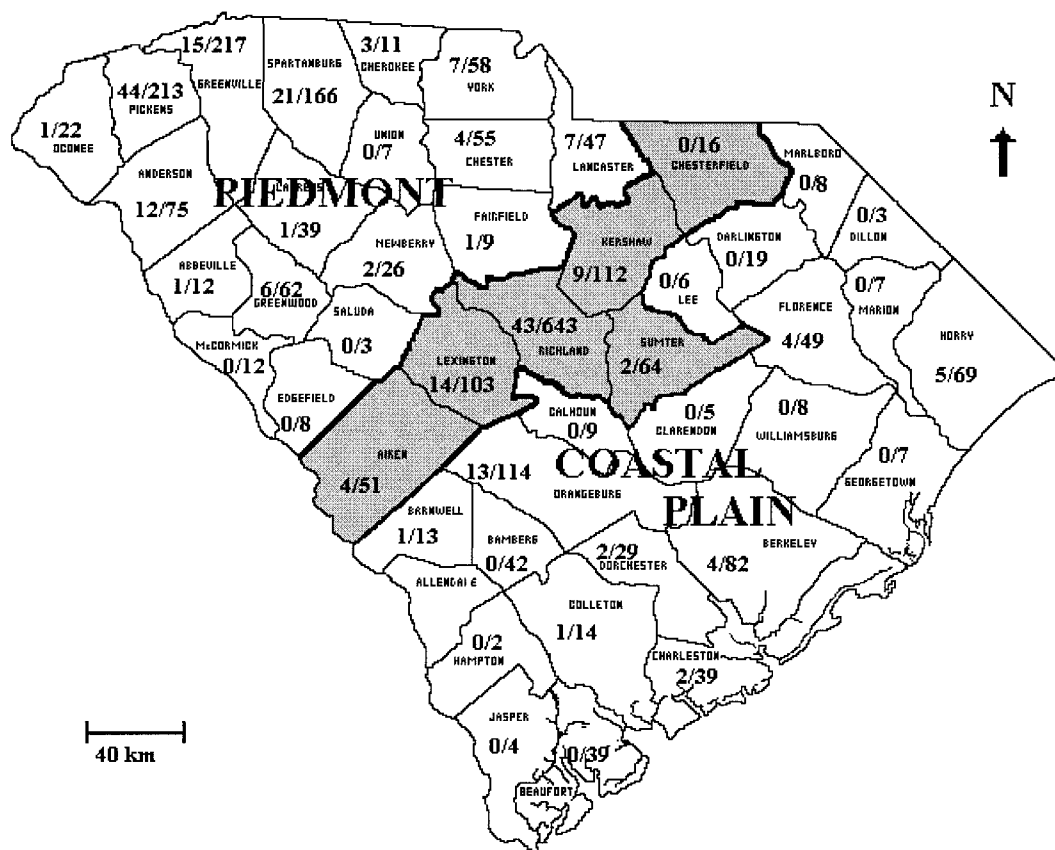 15/217
GREENVILLE
SPARTANBURG
21/166
3/11
CHEROKEE
7/58
YORK
N
44/213
PICKENS
1/22
OCONEE
UNION
0/7
4/55
CHESTER
7/47
LANCASTER
0/16
CHESTERFIELD
MARLBORO
0/8
ANDERSON
12/75
PIEDMONT
1/39
FAIRFIELD
1/9
KERSHAW
9/112
DARLINGTON
0/19
0/3
DILLON
ABBEVILLE
1/12
6/62
GREENWOOD
NEWBERRY
2/26
0/6
LEE
FLORENCE
4/49
0/7
MARION
HORRY
5/69
SALUDA
0/3
McCORMICK
0/12
LEXINGTON
14/103
43/643
RICHLAND
SUMTER
2/64
EDGEFIELD
0/8
CALHOUN
0/9
0/5
CLARENDON
0/8
WILLIAMSBURG
0/7
GEORGETOWN
AIKEN
4/51
13/114
ORANGEBURG
COASTAL
PLAIN
BARNWELL
1/13
BAMBERG
0/42
2/29
DORCHESTER
BERKELEY
4/82
ALLENDALE
COLLETON
1/14
0/2
HAMPTON
CHARLESTON
2/39
JASPER
0/4
0/39
BEAUFORT
40 km